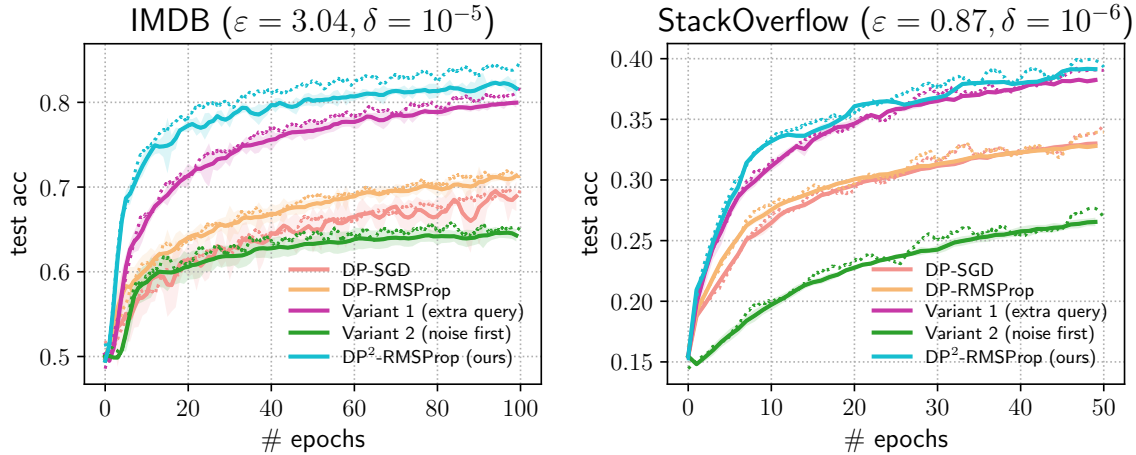 IMDB (ε = 3.04, δ = 10⁻⁵)
test acc
0.8
0.7
0.6
0.5
DP-SGD
DP-RMSProp
Variant 1 (extra query)
Variant 2 (noise first)
DP²-RMSProp (ours)
0 20 40 60 80 100
# epochs
StackOverflow (ε = 0.87, δ = 10⁻⁶)
test acc
0.40
0.35
0.30
0.25
0.20
0.15
DP-SGD
DP-RMSProp
Variant 1 (extra query)
Variant 2 (noise first)
DP²-RMSProp (ours)
0 10 20 30 40 50
# epochs